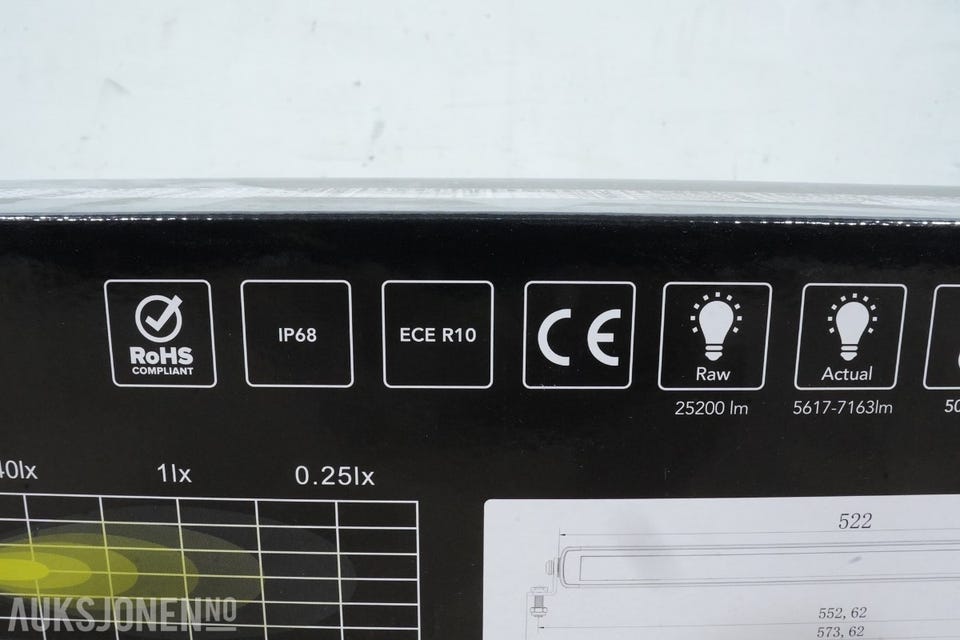 RoHS
COMPLIANT
IP68
ECE R10
CE
Raw
Actual
25200 lm
5617-7163lm
40lx
1lx
0.25lx
522
552, 62
573, 62
AUKSJONEN.NO